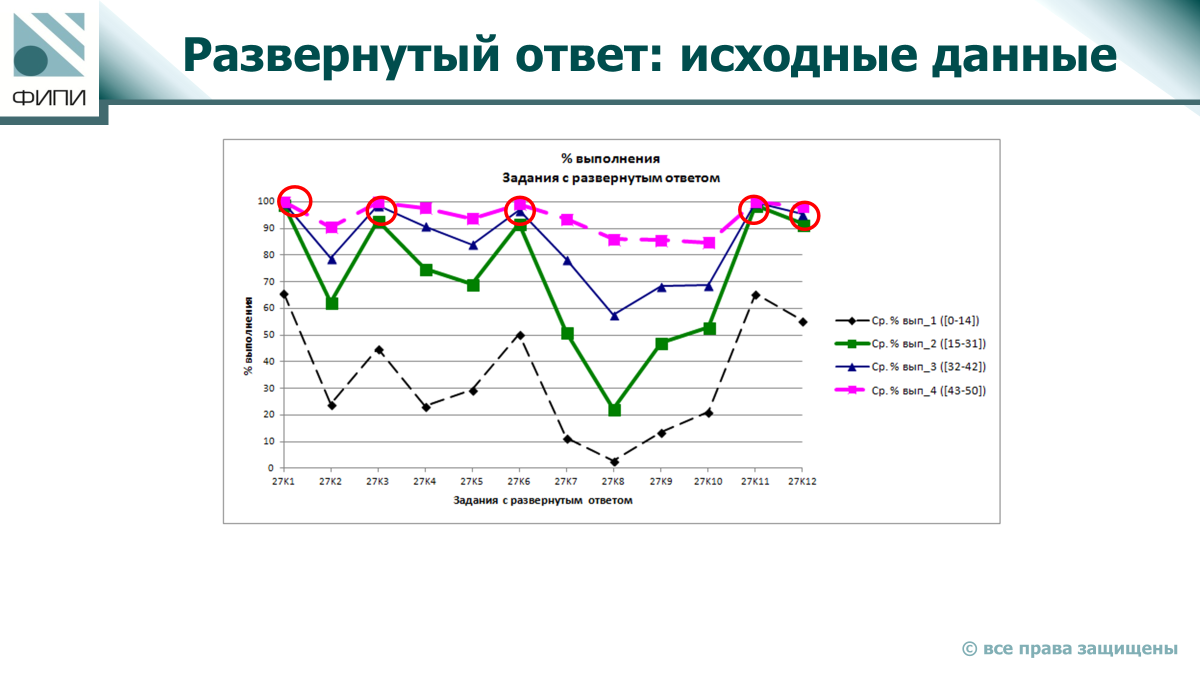 Развернутый ответ: исходные данные
ФИПИ
% выполнения
Задания с развернутым ответом
% выполнения
100
90
80
70
60
50
40
30
20
10
0
27К1 27К2 27К3 27К4 27К5 27К6 27К7 27К8 27К9 27К10 27К11 27К12
Задания с развернутым ответом
Ср. % вып_1 ([0-14])
Ср. % вып_2 ([15-31])
Ср. % вып_3 ([32-42])
Ср. % вып_4 ([43-50])
© все права защищены